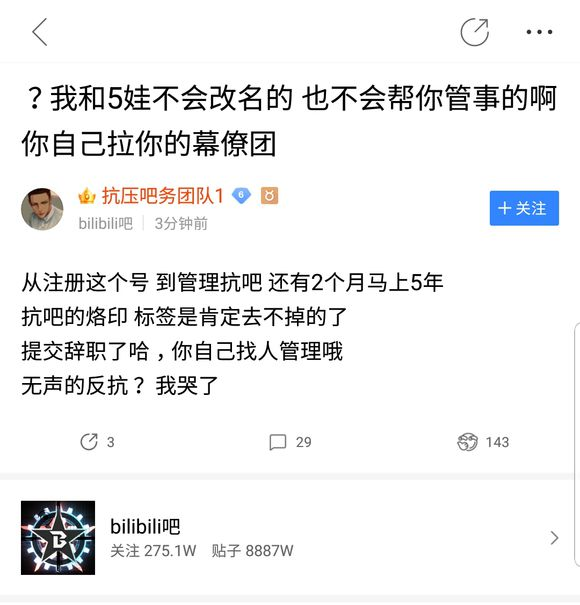 ？我和5娃不会改名的 也不会帮你管事的啊
你自己拉你的幕僚团
抗压吧务团队1 6
bilibili吧 3分钟前
+关注
从注册这个号 到管理抗吧 还有2个月马上5年
抗吧的烙印 标签是肯定去不掉的了
提交辞职了哈，你自己找人管理哦
无声的反抗？ 我哭了
3 29 143
bilibili吧
关注 275.1W 贴子 8887W